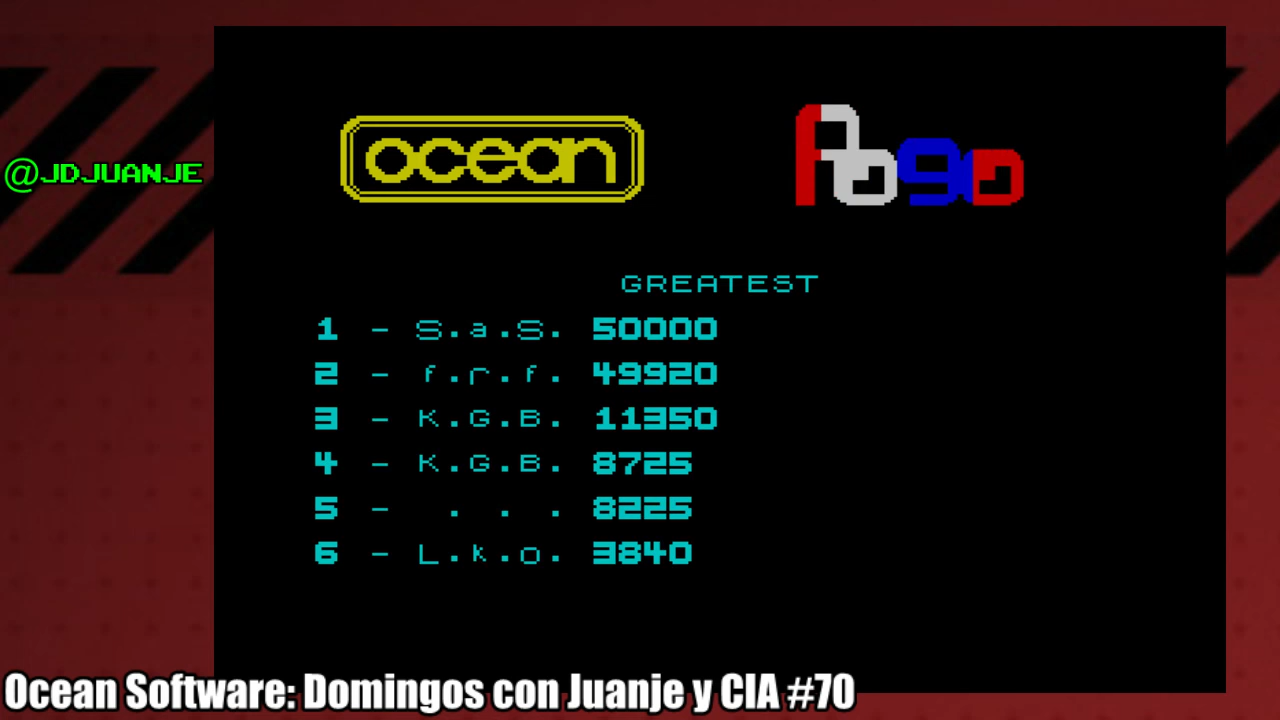 ocean
Pogo
@JDJUANJE
GREATEST
1 - S.a.S. 50000
2 - f.r.f. 49920
3 - K.G.B. 11350
4 - K.G.B. 8725
5 - . . . 8225
6 - L.k.o. 3840
Ocean Software: Domingos con Juanje y CIA #70